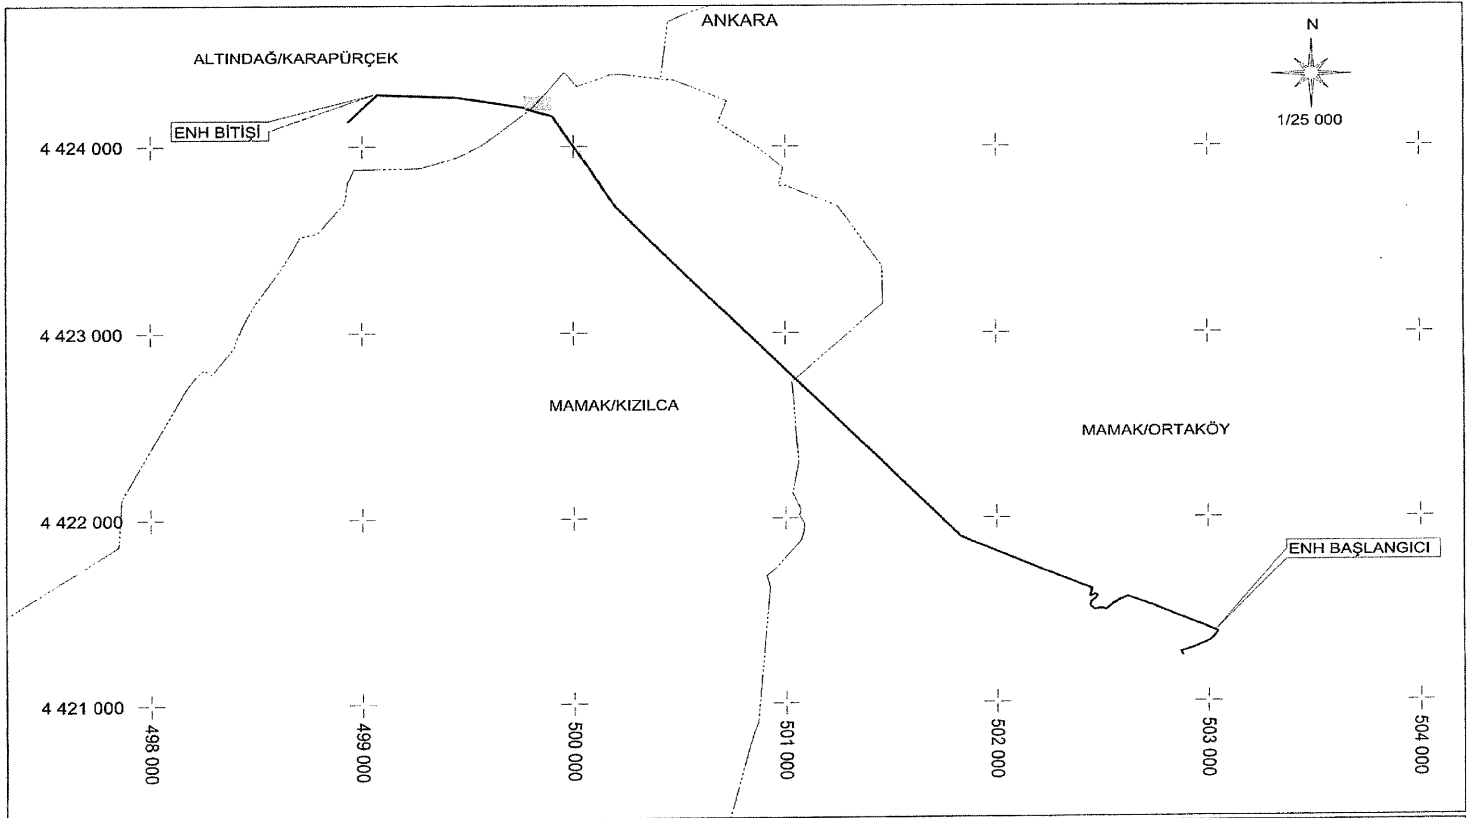 ANKARA
N
ALTINDAĞ/KARAPÜRÇEK
1/25 000
ENH BİTİŞİ
4 424 000
4 423 000
MAMAK/KIZILCA
MAMAK/ORTAKÖY
4 422 000
ENH BAŞLANGICI
4 421 000
498 000
499 000
500 000
501 000
502 000
503 000
504 000